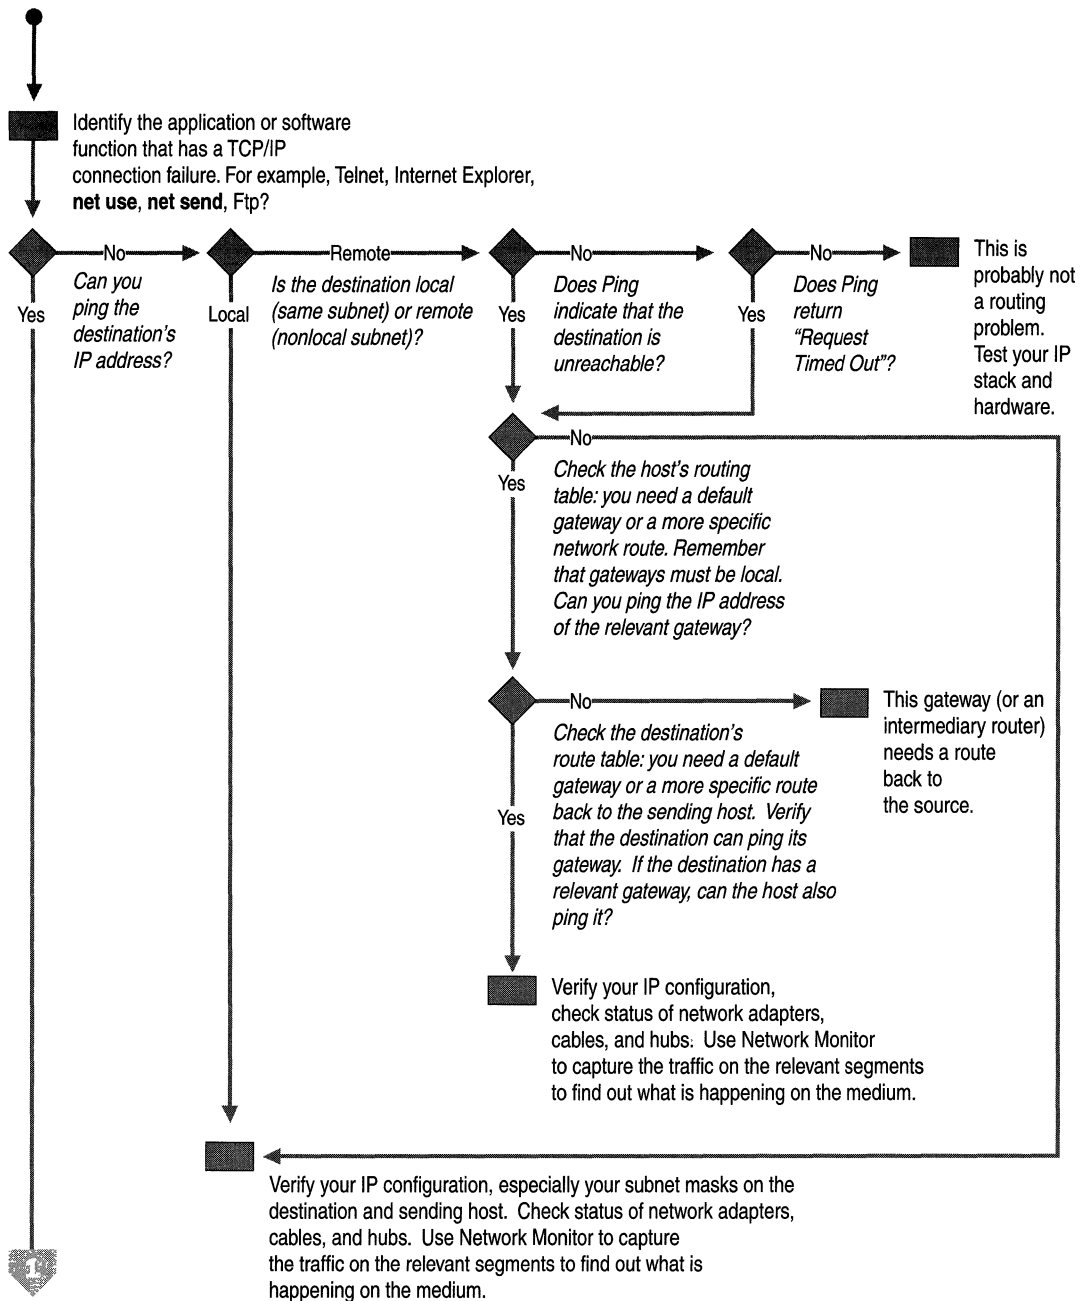 Identify the application or software
function that has a TCP/IP
connection failure. For example, Telnet, Internet Explorer,
net use, net send, Ftp?
No
Can you
ping the
destination's
IP address?
Yes
Remote
Is the destination local
(same subnet) or remote
(nonlocal subnet)?
Local
No
Does Ping
indicate that the
destination is
unreachable?
Yes
No
Does Ping
return
“Request
Timed Out”?
Yes
This is
probably not
a routing
problem.
Test your IP
stack and
hardware.
No
Check the host's routing
table: you need a default
gateway or a more specific
network route. Remember
that gateways must be local.
Can you ping the IP address
of the relevant gateway?
Yes
No
Check the destination's
route table: you need a default
gateway or a more specific route
back to the sending host. Verify
that the destination can ping its
gateway. If the destination has a
relevant gateway, can the host also
ping it?
Yes
This gateway (or an
intermediary router)
needs a route
back to
the source.
Verify your IP configuration,
check status of network adapters,
cables, and hubs. Use Network Monitor
to capture the traffic on the relevant segments
to find out what is happening on the medium.
Verify your IP configuration, especially your subnet masks on the
destination and sending host. Check status of network adapters,
cables, and hubs. Use Network Monitor to capture
the traffic on the relevant segments to find out what is
happening on the medium.
1